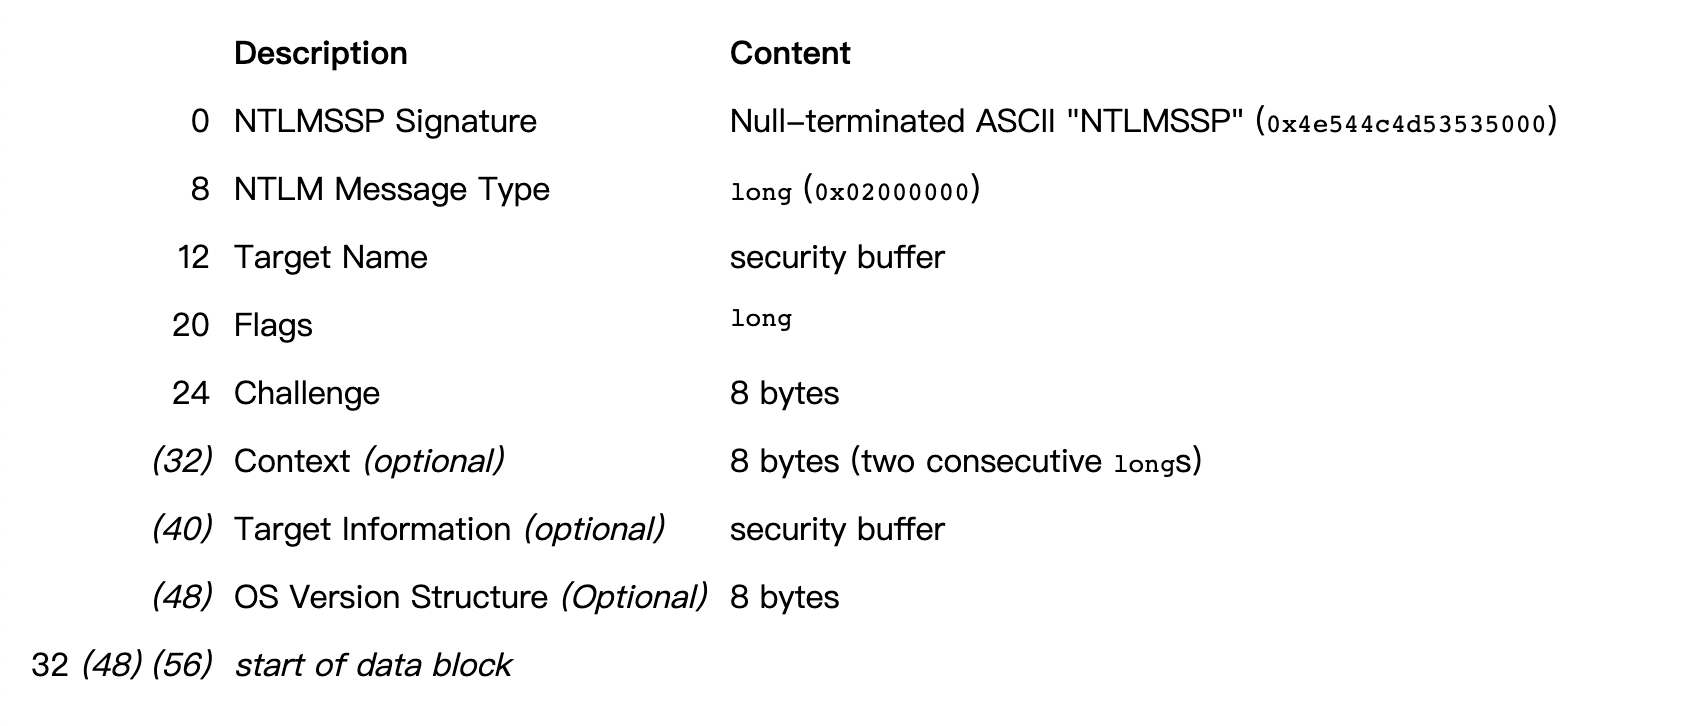 Description Content
0 NTLMSSP Signature Null–terminated ASCII "NTLMSSP" (0x4e544c4d53535000)
8 NTLM Message Type long (0x02000000)
12 Target Name security buffer
20 Flags long
24 Challenge 8 bytes
(32) Context (optional) 8 bytes (two consecutive longs)
(40) Target Information (optional) security buffer
(48) OS Version Structure (Optional) 8 bytes
32 (48) (56) start of data block